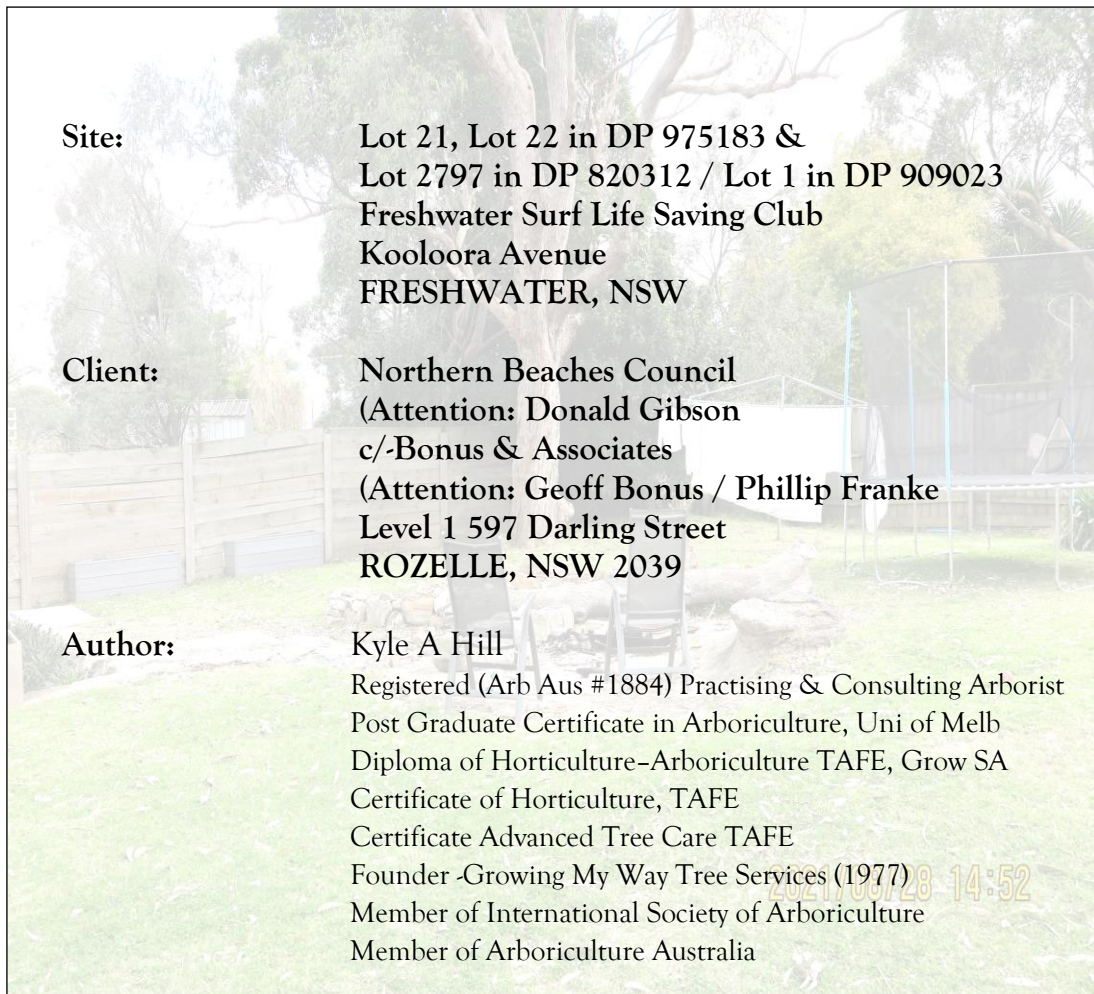 Site: Lot 21, Lot 22 in DP 975183 &
Lot 2797 in DP 820312 / Lot 1 in DP 909023
Freshwater Surf Life Saving Club
Kooloora Avenue
FRESHWATER, NSW
Client: Northern Beaches Council
(Attention: Donald Gibson
c/-Bonus & Associates
(Attention: Geoff Bonus / Phillip Franke
Level 1 597 Darling Street
ROZELLE, NSW 2039
Author: Kyle A Hill
Registered (Arb Aus #1884) Practising & Consulting Arborist
Post Graduate Certificate in Arboriculture, Uni of Melb
Diploma of Horticulture–Arboriculture TAFE, Grow SA
Certificate of Horticulture, TAFE
Certificate Advanced Tree Care TAFE
Founder -Growing My Way Tree Services (1977)
2021/08/28 14:52
Member of International Society of Arboriculture
Member of Arboriculture Australia